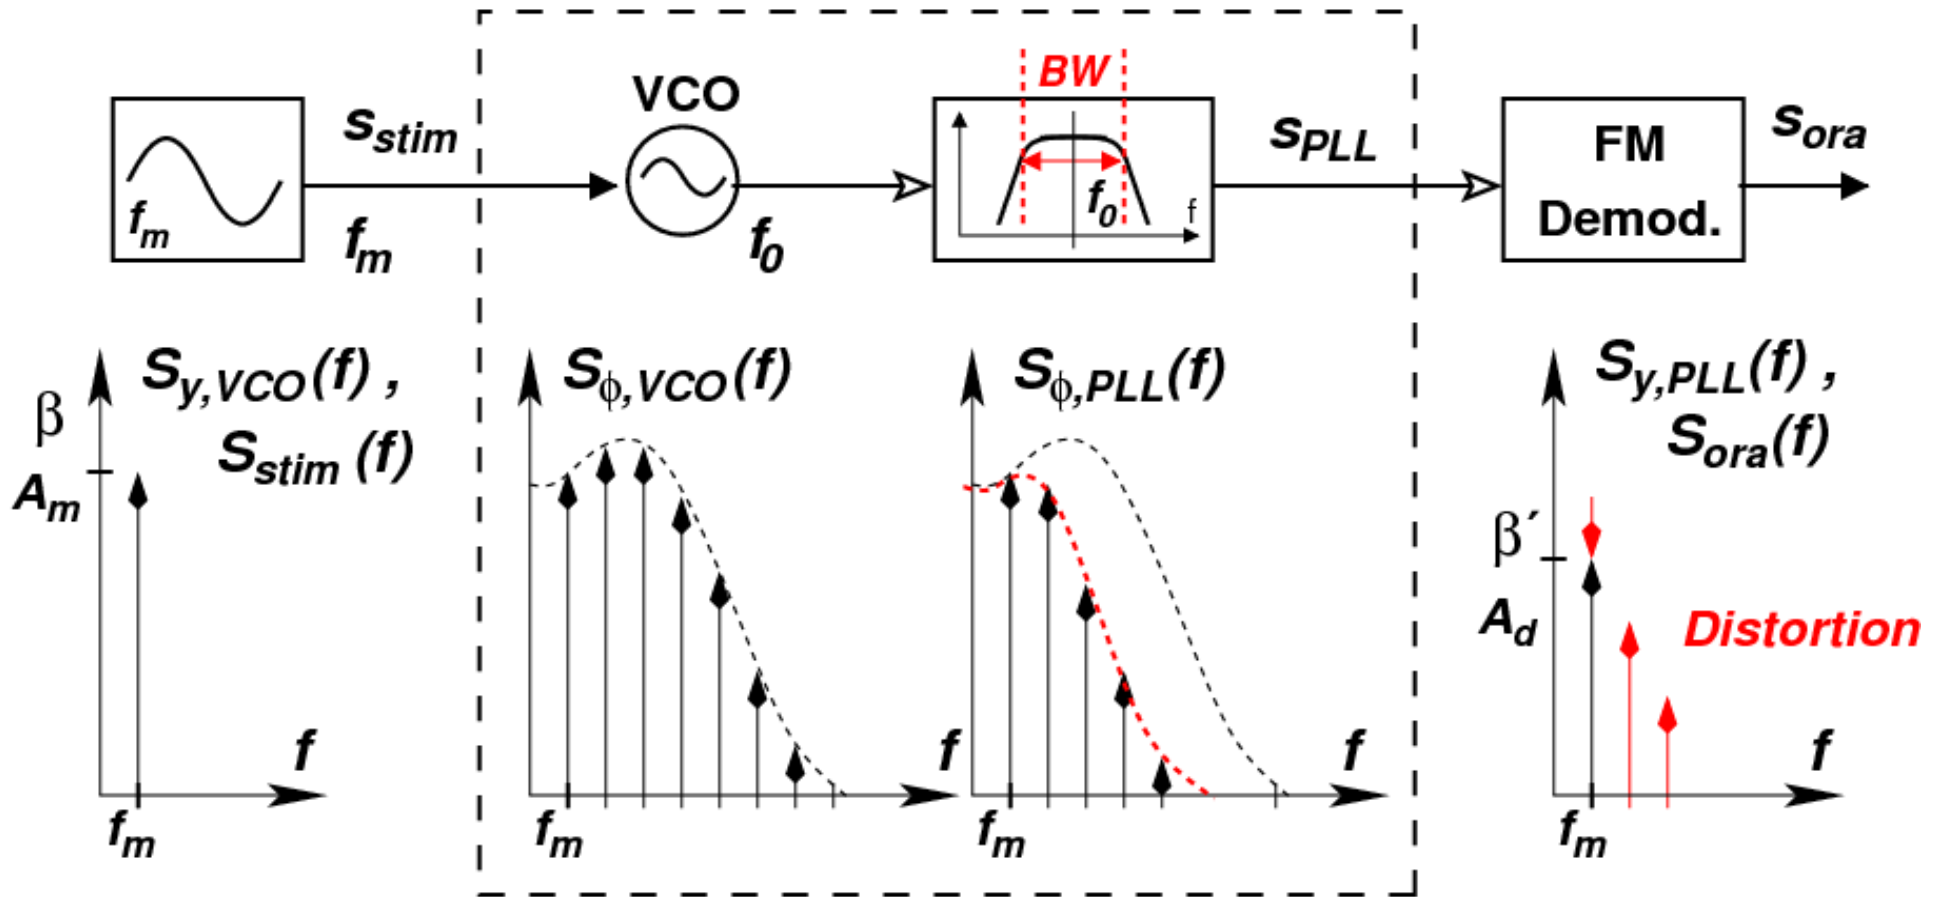 VCO
BW
s_stim
s_PLL
FM
Demod.
s_ora
f_m
f_m
f_0
f_0
f
β
A_m
S_y,VCO(f) ,
S_stim (f)
f
f_m
S_ϕ,VCO(f)
f
f_m
S_ϕ,PLL(f)
f
f_m
S_y,PLL(f) ,
S_ora(f)
β´
A_d
Distortion
f
f_m